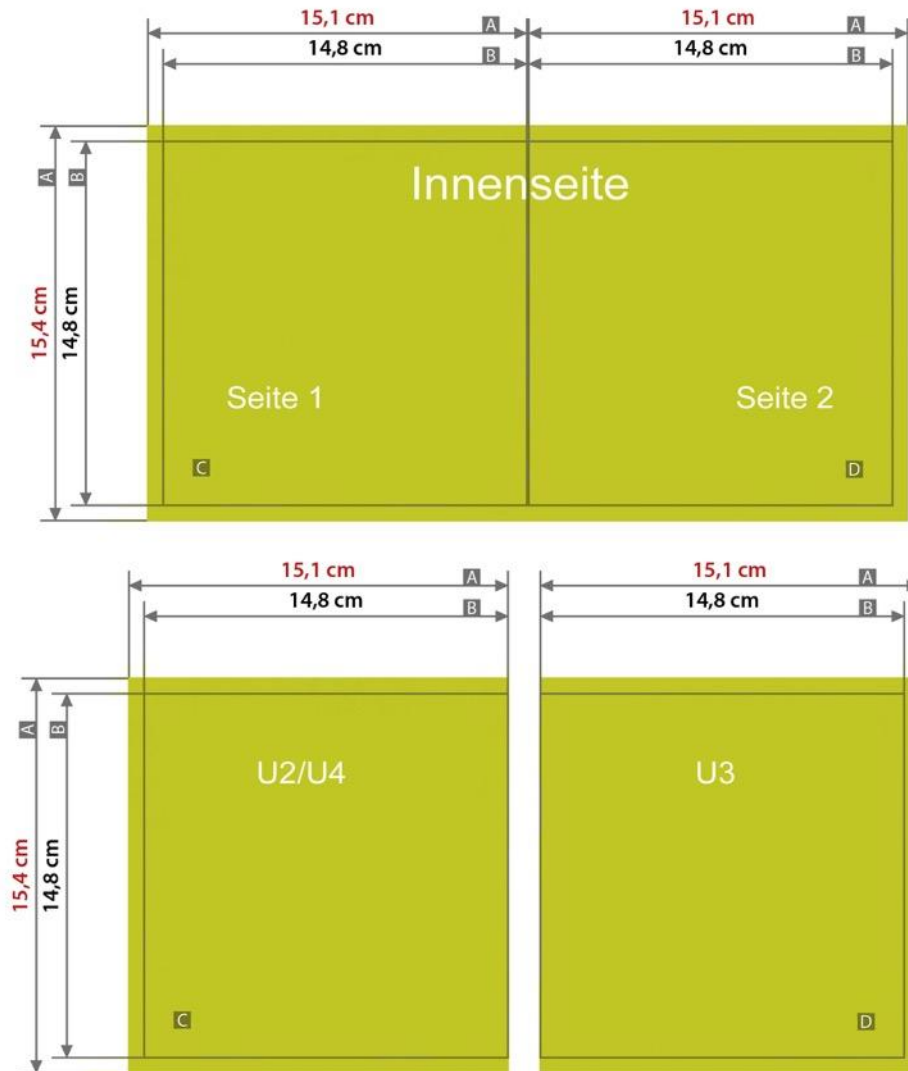 15,1 cm A 15,1 cm A
14,8 cm B 14,8 cm B
A B
15,4 cm 14,8 cm
Innenseite
Seite 1 Seite 2
C D
15,1 cm A 15,1 cm A
14,8 cm B 14,8 cm B
A B
15,4 cm 14,8 cm
U2/U4 U3
C D